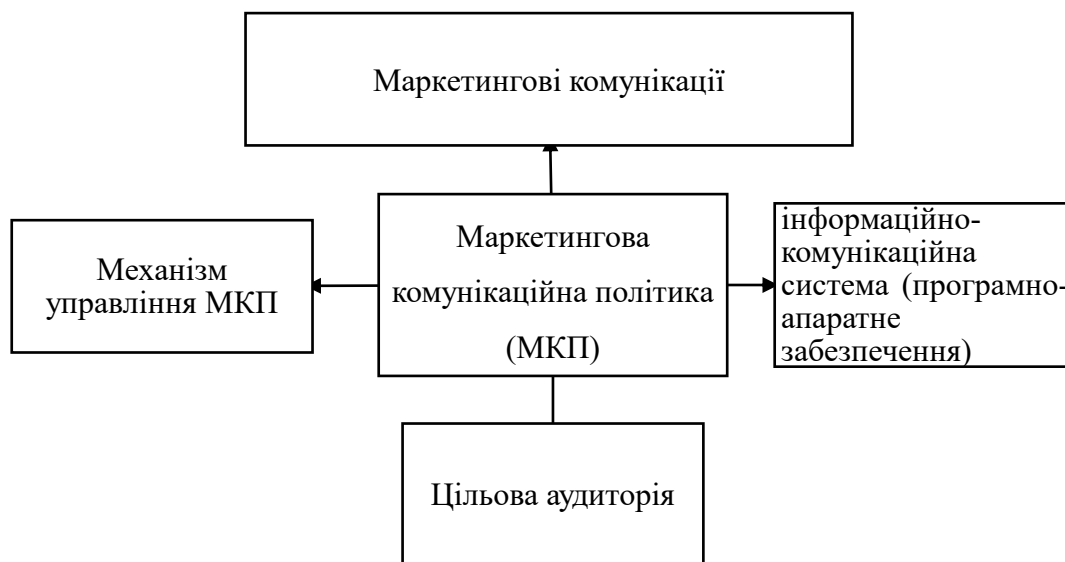 Маркетингові комунікації
Механізм
управління МКП
Маркетингова
комунікаційна політика
(МКП)
інформаційно-
комунікаційна
система (програмно-
апаратне
забезпечення)
Цільова аудиторія